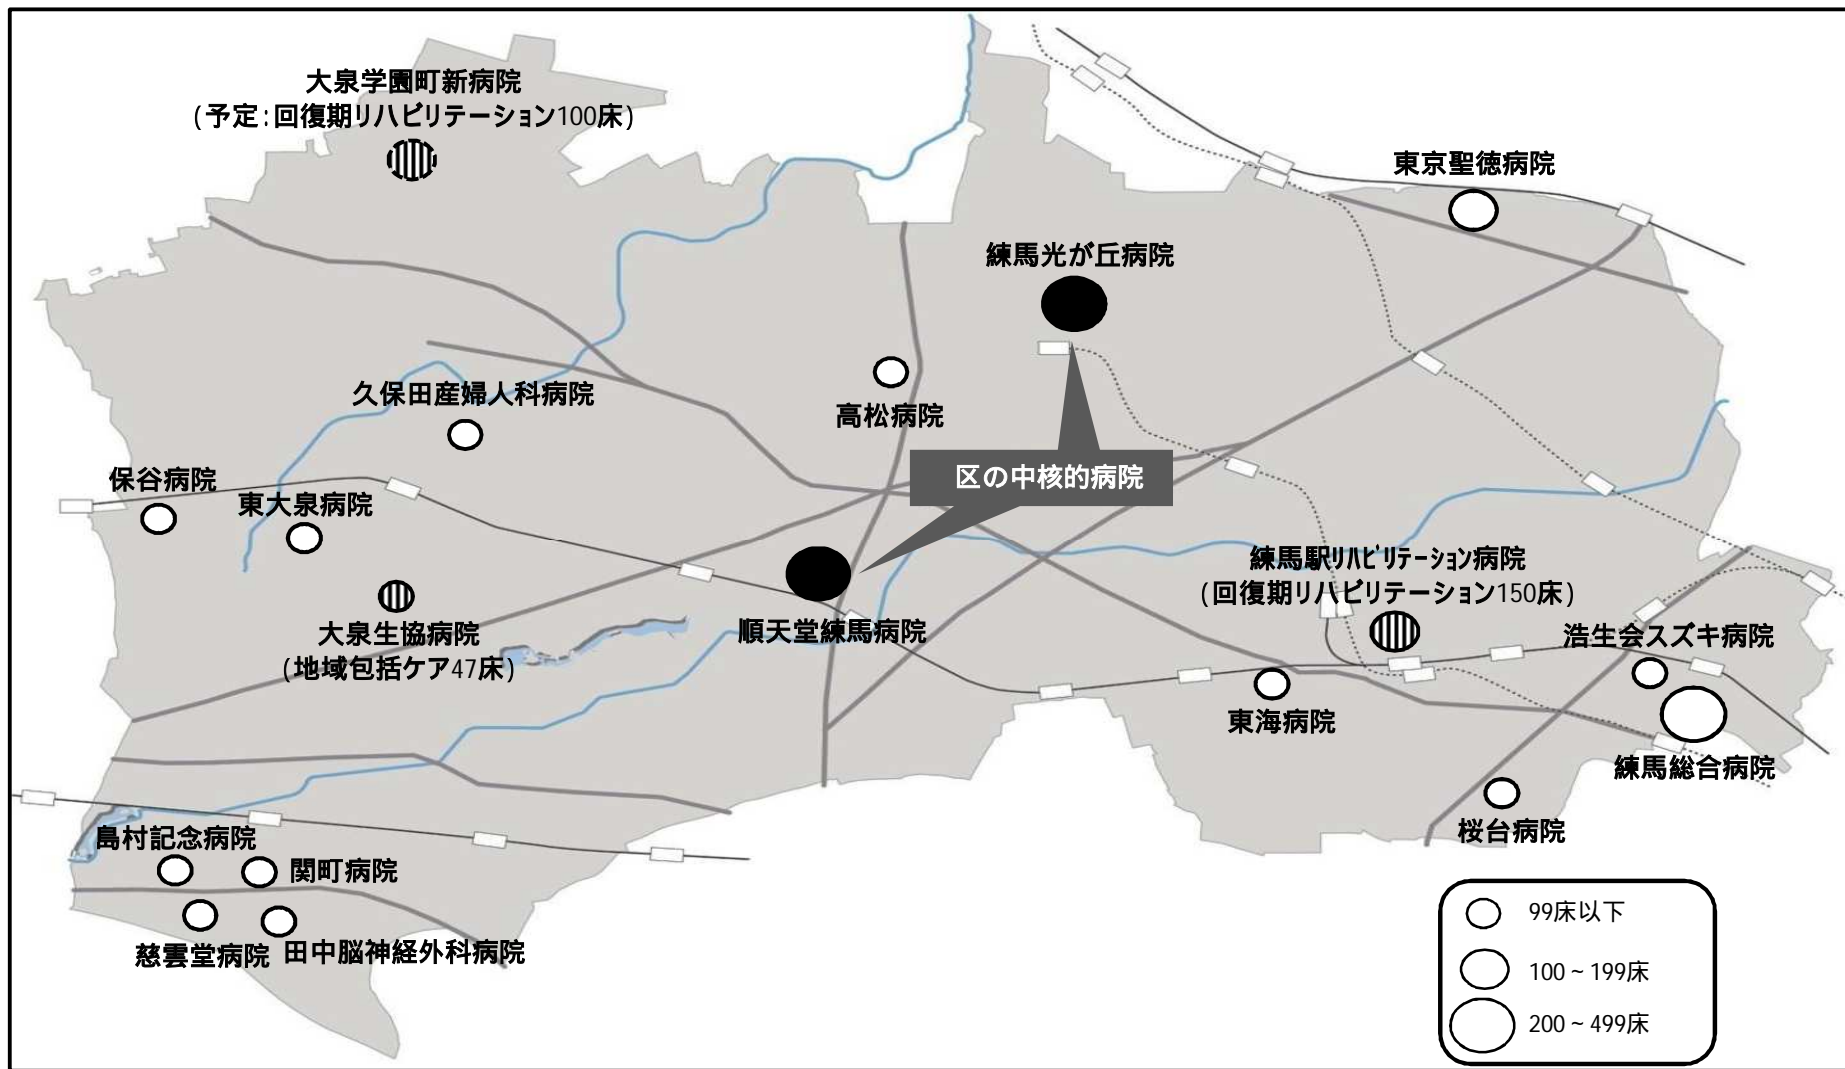 大泉学園町新病院
(予定:回復期リハビリテーション100床)
東京聖徳病院
練馬光が丘病院
久保田産婦人科病院
高松病院
区の中核的病院
保谷病院
東大泉病院
練馬駅リハビリテーション病院
(回復期リハビリテーション150床)
大泉生協病院
(地域包括ケア47床)
順天堂練馬病院
浩生会スズキ病院
東海病院
練馬総合病院
桜台病院
島村記念病院
関町病院
慈雲堂病院
田中脳神経外科病院
99床以下
100~199床
200~499床